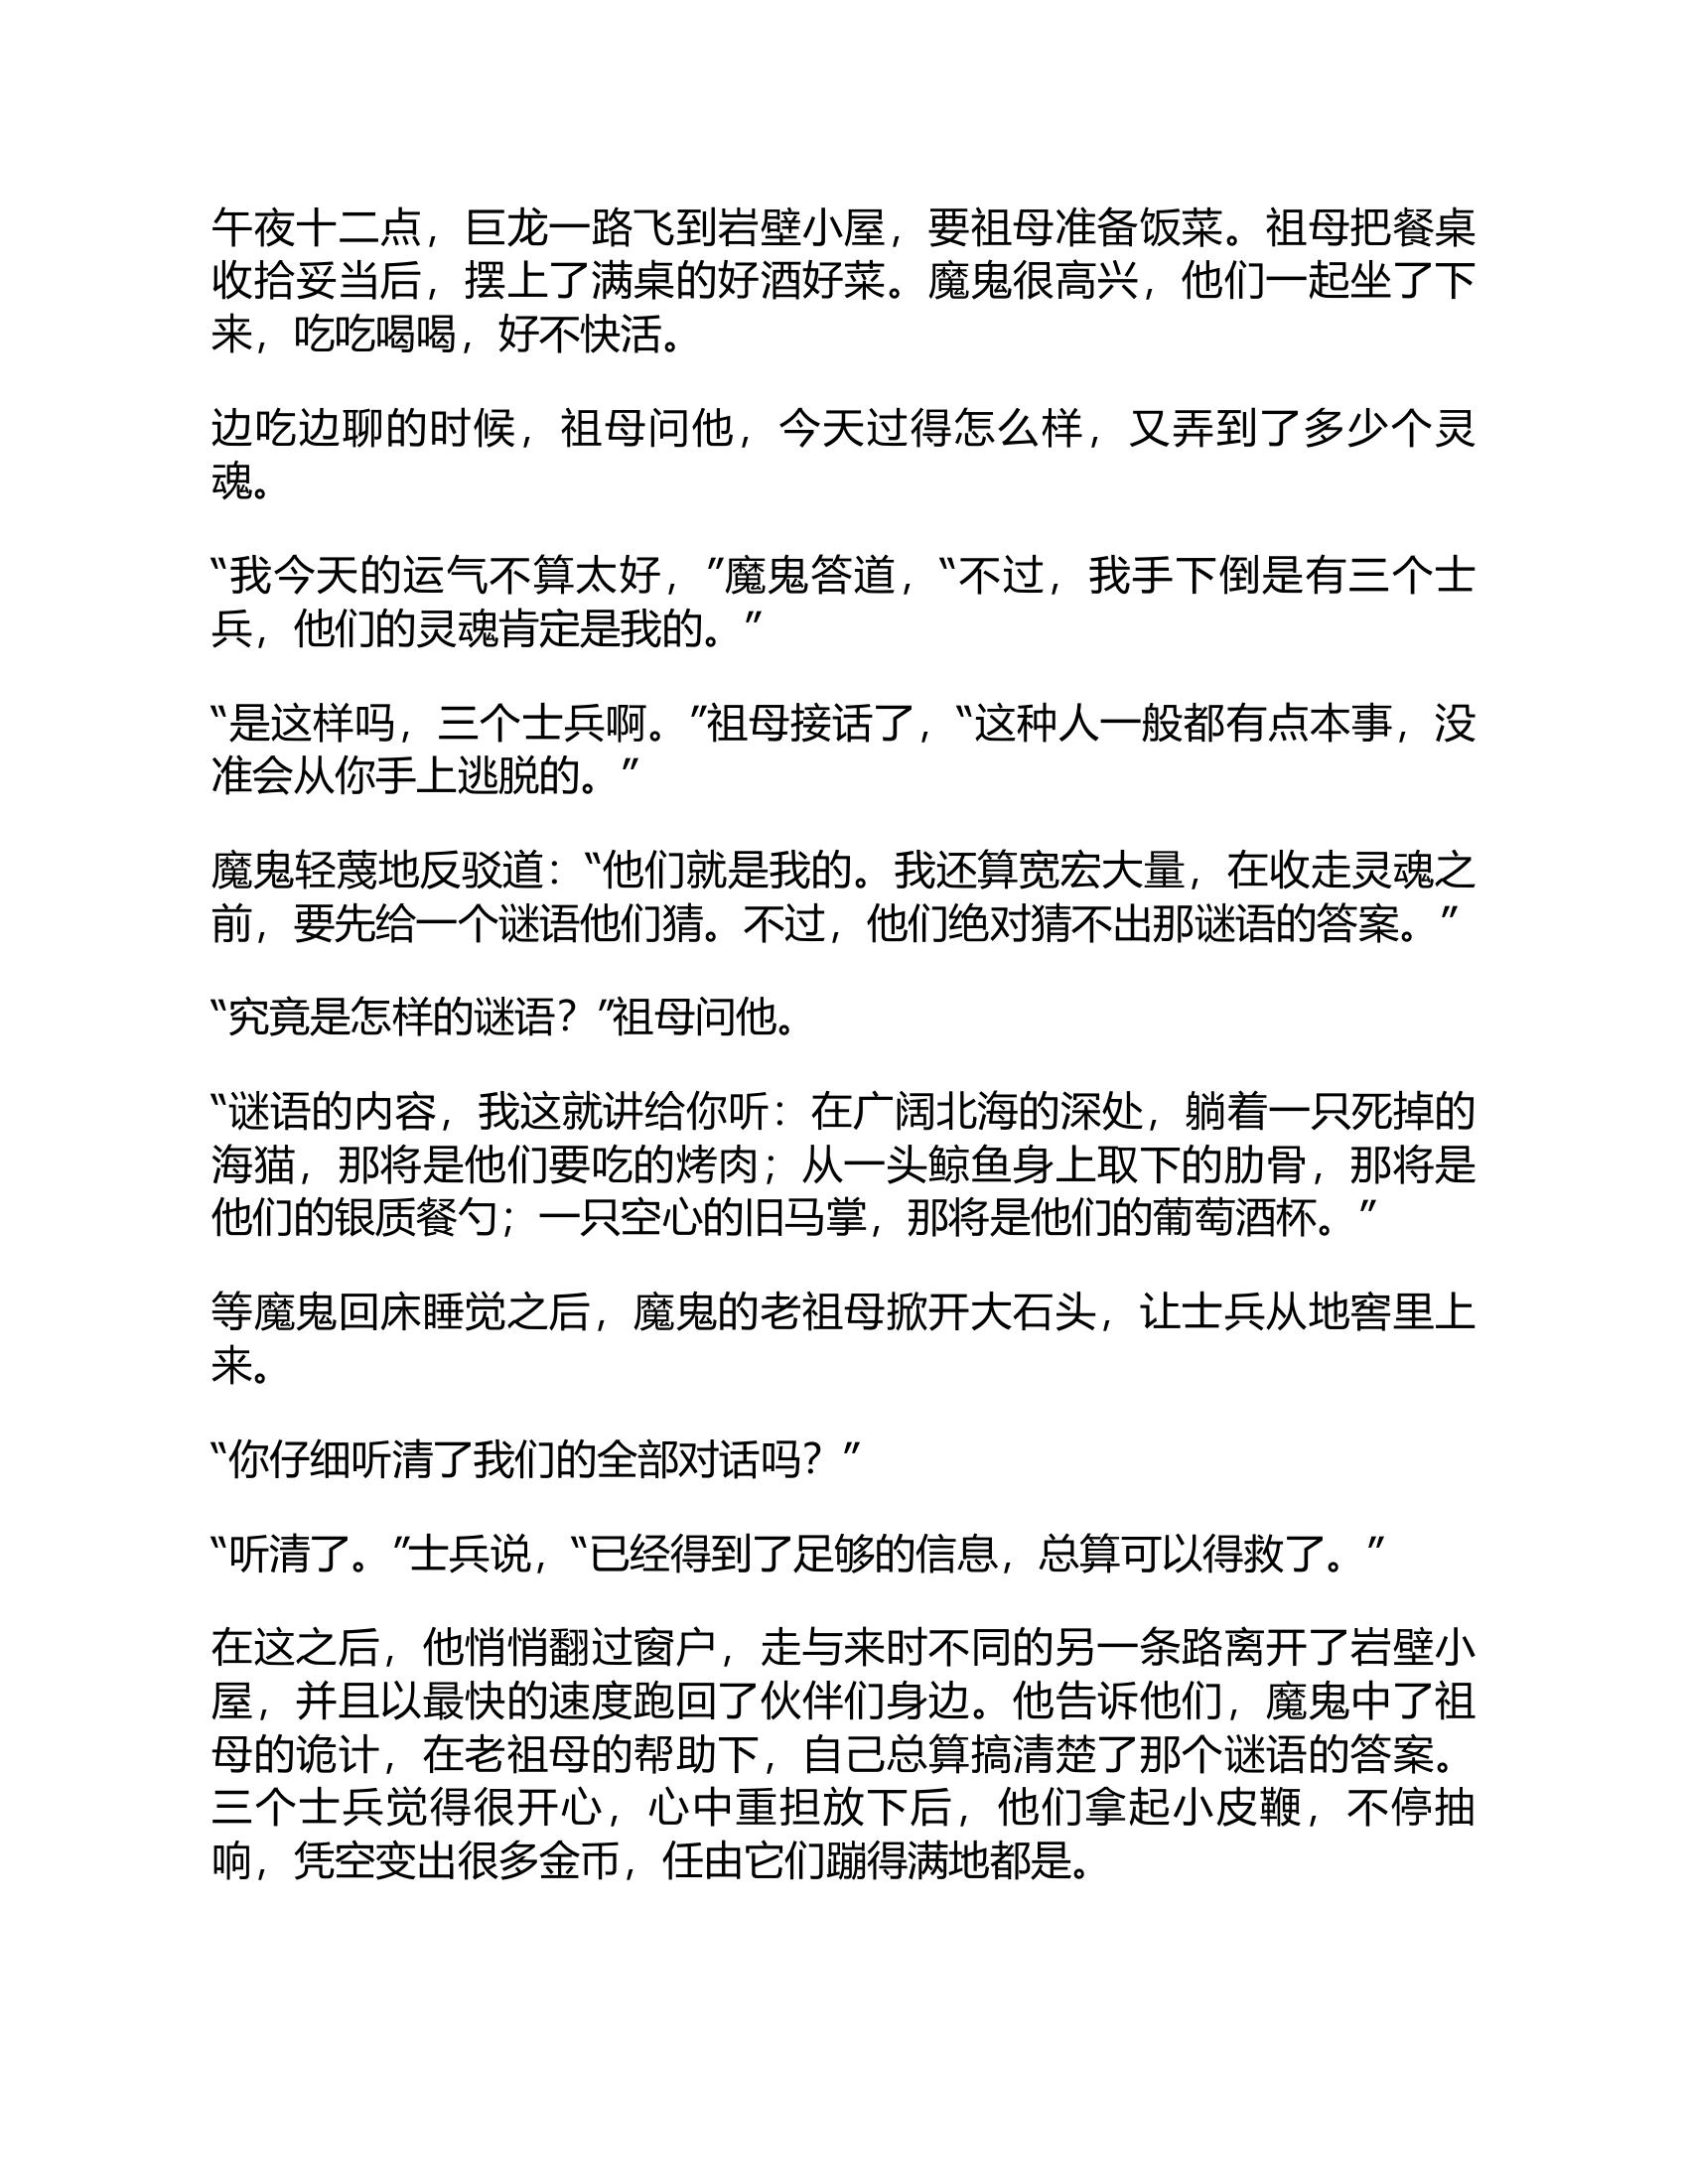 午夜十二点，巨龙一路飞到岩壁小屋，要祖母准备饭菜。祖母把餐桌
收拾妥当后，摆上了满桌的好酒好菜。魔鬼很高兴，他们一起坐了下
来，吃吃喝喝，好不快活。
边吃边聊的时候，祖母问他，今天过得怎么样，又弄到了多少个灵
魂。
“我今天的运气不算太好，”魔鬼答道，“不过，我手下倒是有三个士
兵，他们的灵魂肯定是我的。”
“是这样吗，三个士兵啊。”祖母接话了，“这种人一般都有点本事，没
准会从你手上逃脱的。”
魔鬼轻蔑地反驳道：“他们就是我的。我还算宽宏大量，在收走灵魂之
前，要先给一个谜语他们猜。不过，他们绝对猜不出那谜语的答案。”
“究竟是怎样的谜语？”祖母问他。
“谜语的内容，我这就讲给你听：在广阔北海的深处，躺着一只死掉的
海猫，那将是他们要吃的烤肉；从一头鲸鱼身上取下的肋骨，那将是
他们的银质餐勺；一只空心的旧马掌，那将是他们的葡萄酒杯。”
等魔鬼回床睡觉之后，魔鬼的老祖母掀开大石头，让士兵从地窖里上
来。
“你仔细听清了我们的全部对话吗？”
“听清了。”士兵说，“已经得到了足够的信息，总算可以得救了。”
在这之后，他悄悄翻过窗户，走与来时不同的另一条路离开了岩壁小
屋，并且以最快的速度跑回了伙伴们身边。他告诉他们，魔鬼中了祖
母的诡计，在老祖母的帮助下，自己总算搞清楚了那个谜语的答案。
三个士兵觉得很开心，心中重担放下后，他们拿起小皮鞭，不停抽
响，凭空变出很多金币，任由它们蹦得满地都是。